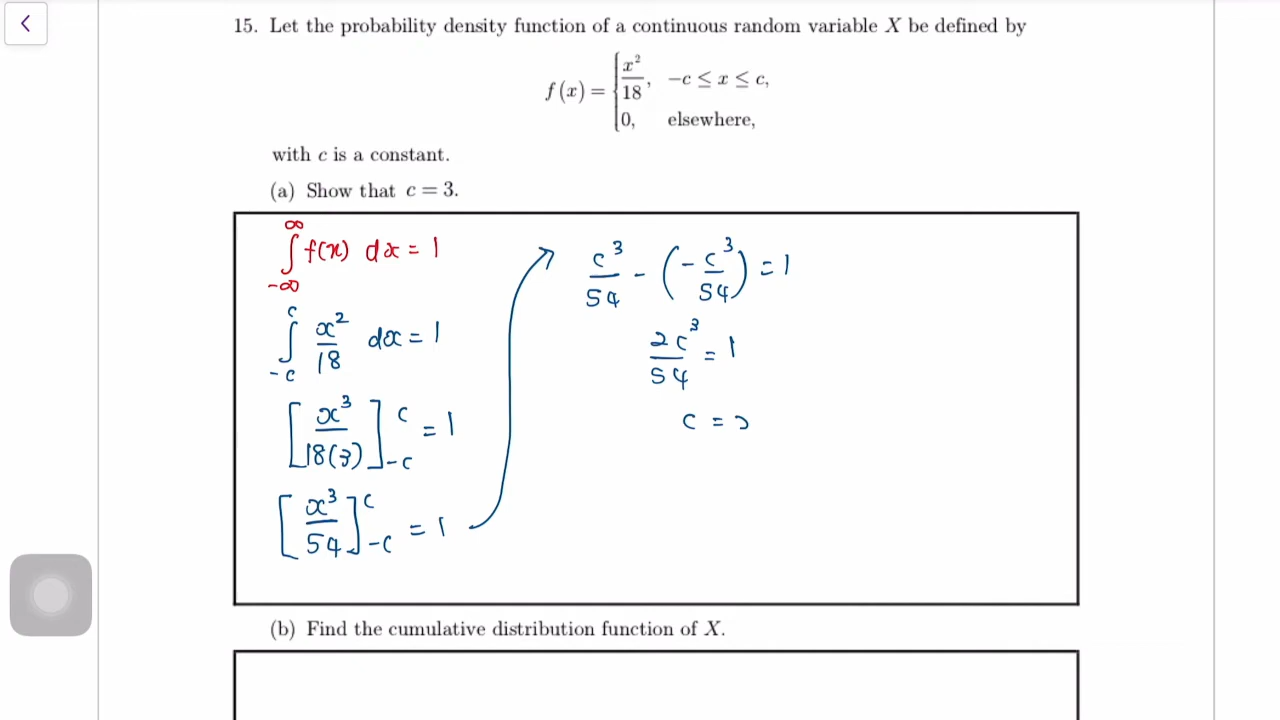 15. Let the probability density function of a continuous random variable X be defined by
f(x) = { x²/18, −c ≤ x ≤ c,
0, elsewhere,
with c is a constant.
(a) Show that c = 3.
∫_{-∞}^{∞} f(x) dx = 1
∫_{-c}^{c} x²/18 dx = 1
[x³/18(3)]_{-c}^{c} = 1
[x³/54]_{-c}^{c} = 1
c³/54 - (-c³/54) = 1
2c³/54 = 1
c =
(b) Find the cumulative distribution function of X.